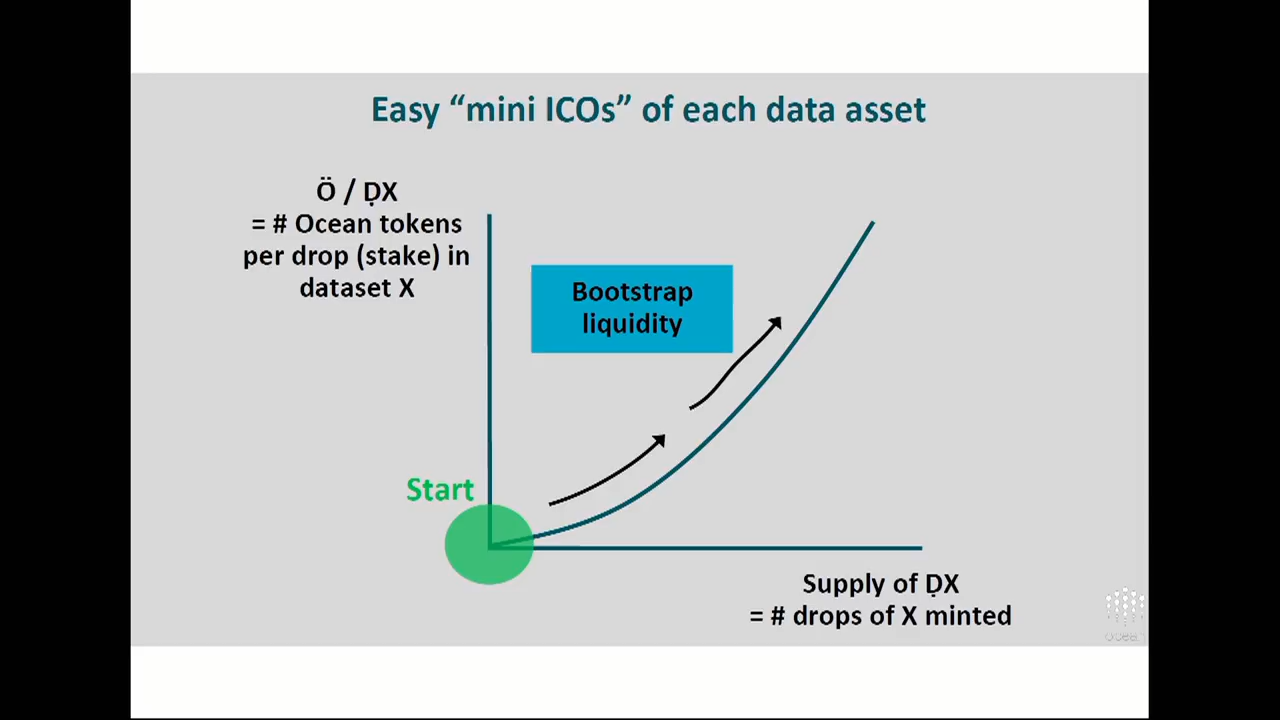 Easy “mini ICOs” of each data asset
Ö / ḌX
= # Ocean tokens
per drop (stake) in
dataset X
Bootstrap
liquidity
Start
Supply of ḌX
= # drops of X minted
ocean